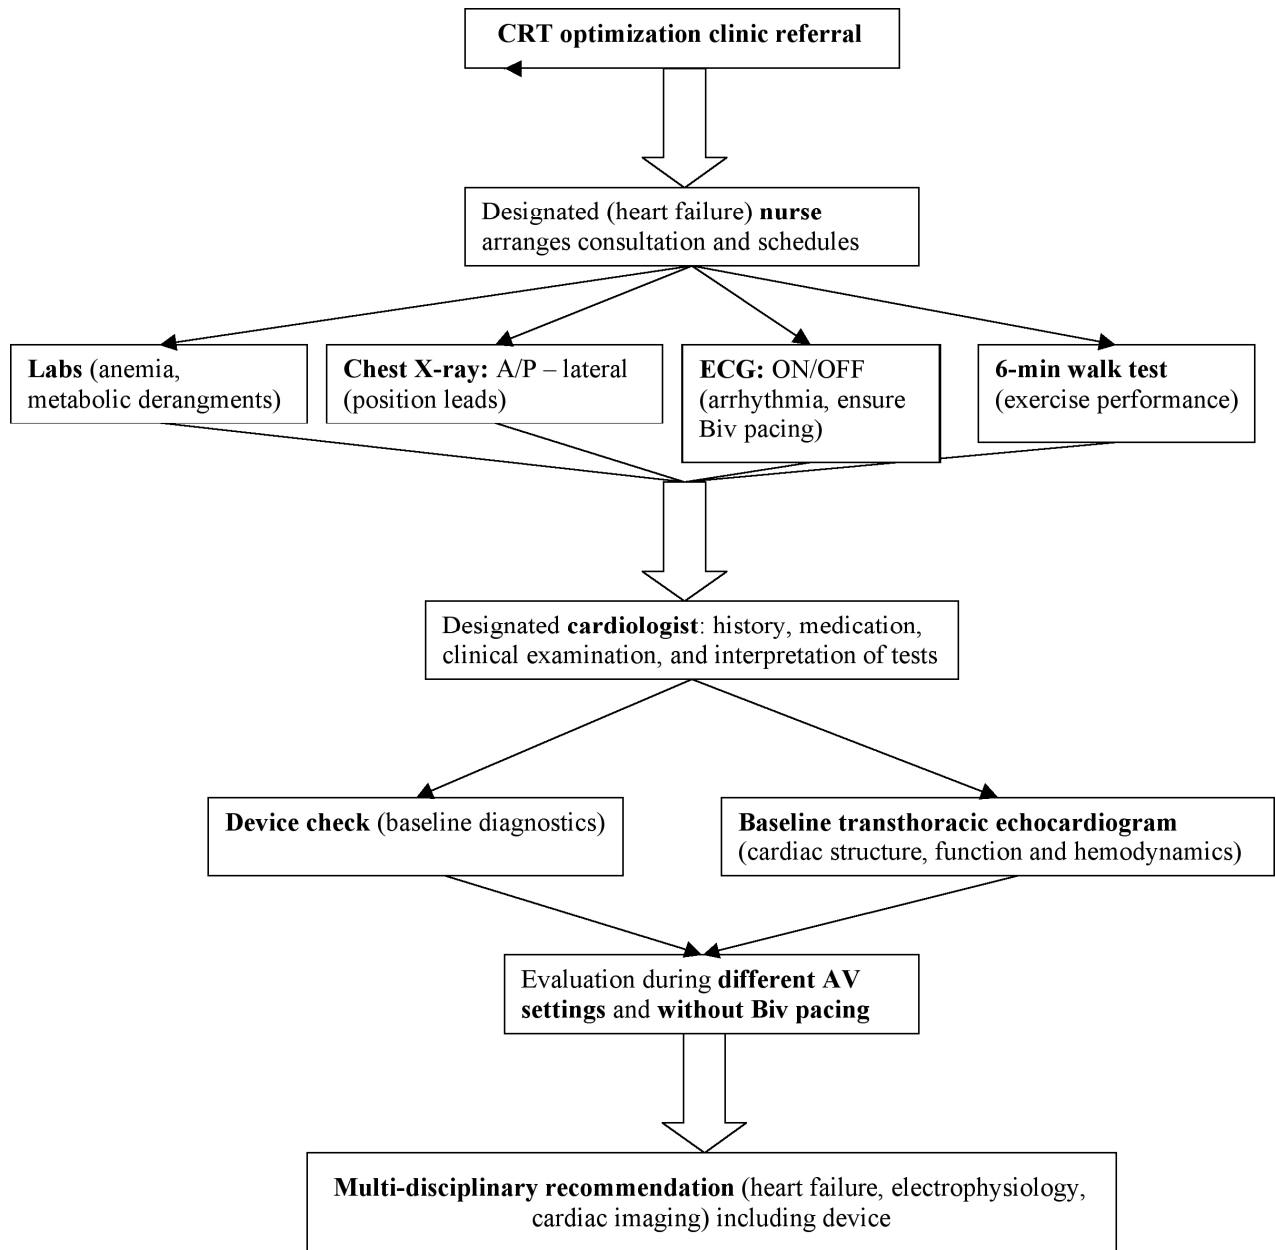 CRT optimization clinic referral
Designated (heart failure) nurse
arranges consultation and schedules
Labs (anemia,
metabolic derangments)
Chest X-ray: A/P – lateral
(position leads)
ECG: ON/OFF
(arrhythmia, ensure
Biv pacing)
6-min walk test
(exercise performance)
Designated cardiologist: history, medication,
clinical examination, and interpretation of tests
Device check (baseline diagnostics)
Baseline transthoracic echocardiogram
(cardiac structure, function and hemodynamics)
Evaluation during different AV
settings and without Biv pacing
Multi-disciplinary recommendation (heart failure, electrophysiology,
cardiac imaging) including device